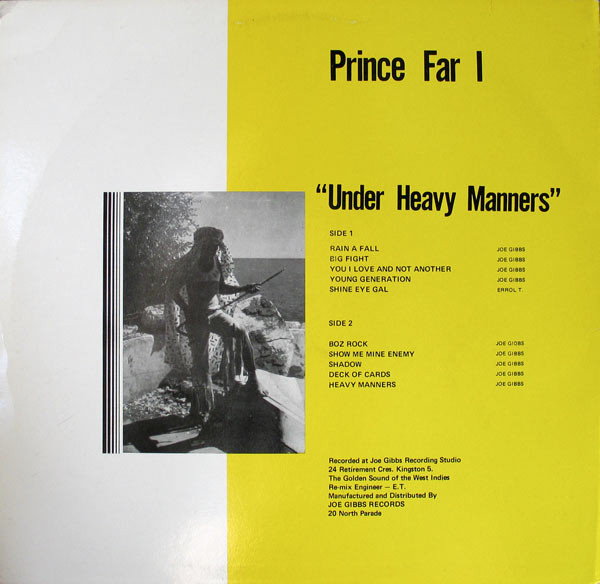 Prince Far I
"Under Heavy Manners"
SIDE 1
RAIN A FALL JOE GIBBS
BIG FIGHT JOE GIBBS
YOU I LOVE AND NOT ANOTHER JOE GIBBS
YOUNG GENERATION JOE GIBBS
SHINE EYE GAL ERROL T.
SIDE 2
BOZ ROCK JOE GIBBS
SHOW ME MINE ENEMY JOE GIBBS
SHADOW JOE GIBBS
DECK OF CARDS JOE GIBBS
HEAVY MANNERS JOE GIBBS
Recorded at Joe Gibbs Recording Studio
24 Retirement Cres. Kingston 5.
The Golden Sound of the West Indies
Re-mix Engineer – E.T.
Manufactured and Distributed By
JOE GIBBS RECORDS
20 North Parade